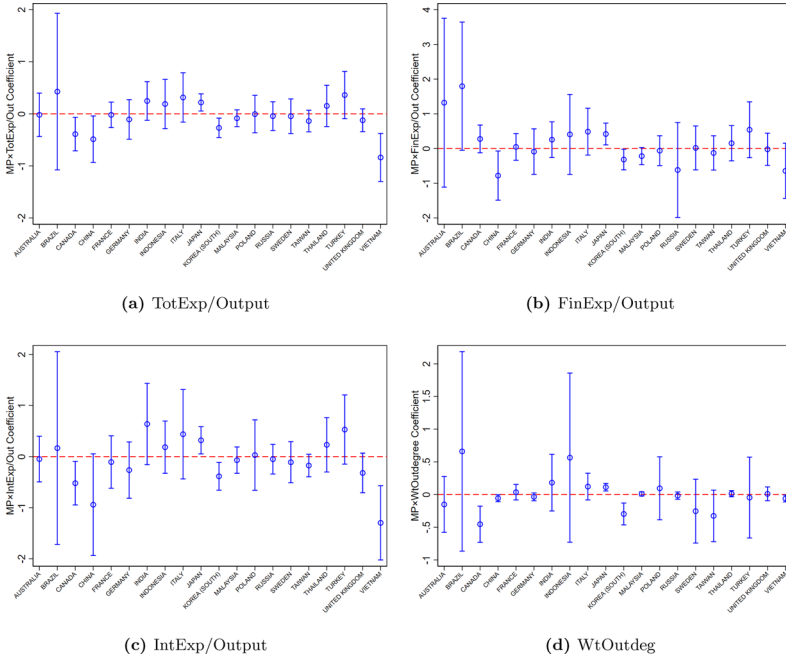 MP×TotExp/Out Coefficient
2
1
0
-1
-2
AUSTRALIA
BRAZIL
CANADA
CHINA
FRANCE
GERMANY
INDIA
INDONESIA
ITALY
JAPAN
KOREA (SOUTH)
MALAYSIA
POLAND
RUSSIA
SWEDEN
TAIWAN
THAILAND
TURKEY
UNITED KINGDOM
VIETNAM
(a) TotExp/Output
MP×FinExp/Out Coefficient
4
3
2
1
0
-1
-2
AUSTRALIA
BRAZIL
CANADA
CHINA
FRANCE
GERMANY
INDIA
INDONESIA
ITALY
JAPAN
KOREA (SOUTH)
MALAYSIA
POLAND
RUSSIA
SWEDEN
TAIWAN
THAILAND
TURKEY
UNITED KINGDOM
VIETNAM
(b) FinExp/Output
MP×IntExp/Out Coefficient
2
1
0
-1
-2
AUSTRALIA
BRAZIL
CANADA
CHINA
FRANCE
GERMANY
INDIA
INDONESIA
ITALY
JAPAN
KOREA (SOUTH)
MALAYSIA
POLAND
RUSSIA
SWEDEN
TAIWAN
THAILAND
TURKEY
UNITED KINGDOM
VIETNAM
(c) IntExp/Output
MP×WtOutdegree Coefficient
.2
.15
.1
.5
0
-.5
-.1
AUSTRALIA
BRAZIL
CANADA
CHINA
FRANCE
GERMANY
INDIA
INDONESIA
ITALY
JAPAN
KOREA (SOUTH)
MALAYSIA
POLAND
RUSSIA
SWEDEN
TAIWAN
THAILAND
TURKEY
UNITED KINGDOM
VIETNAM
(d) WtOutdeg